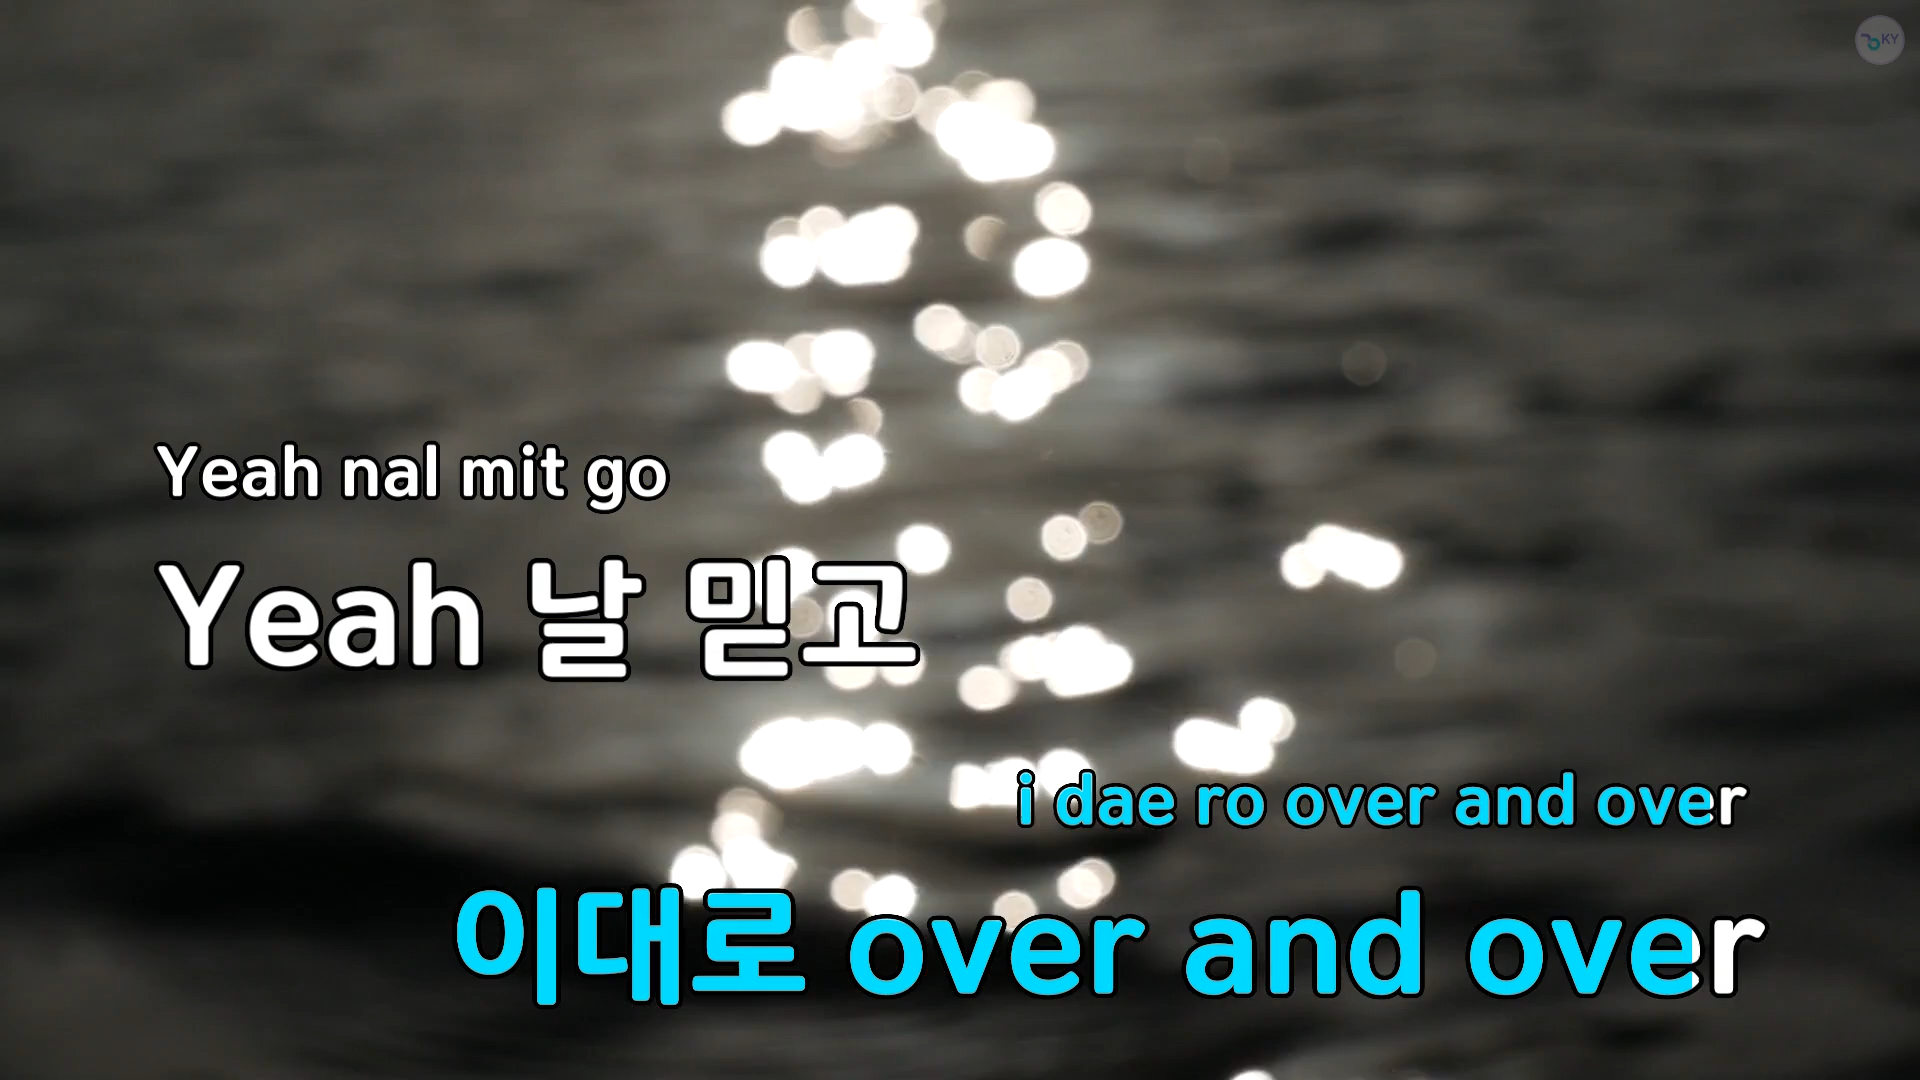 KY
Yeah nal mit go
Yeah 날 믿고
i dae ro over and over
이대로 over and over